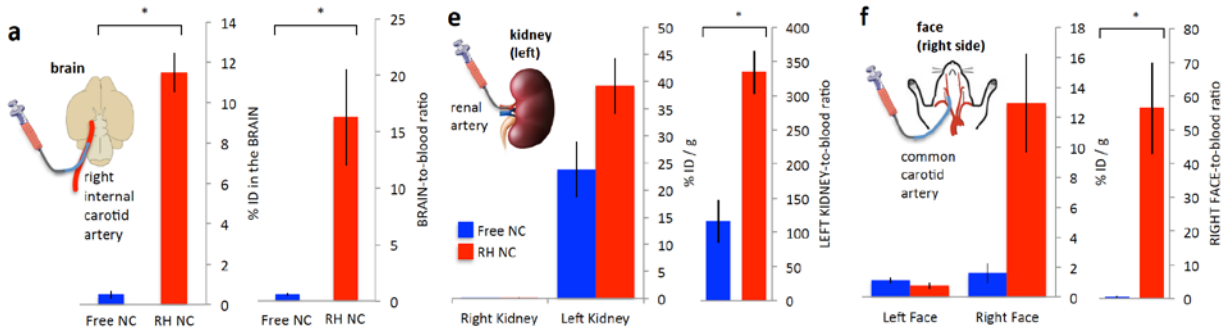 a
*
*
brain
right
internal
carotid
artery
14
12
10
8
6
4
2
0
% ID in the BRAIN
Free NC
RH NC
25
20
15
10
5
0
BRAIN-to-blood ratio
Free NC
RH NC
e
kidney
(left)
renal
artery
Free NC
RH NC
50
45
40
35
30
25
20
15
10
5
0
% ID / g
Right Kidney
Left Kidney
*
400
350
300
250
200
150
100
50
0
LEFT KIDNEY-to-blood ratio
f
face
(right side)
common
carotid
artery
18
16
14
12
10
8
6
4
2
0
% ID / g
Left Face
Right Face
*
80
70
60
50
40
30
20
10
0
RIGHT FACE-to-blood ratio